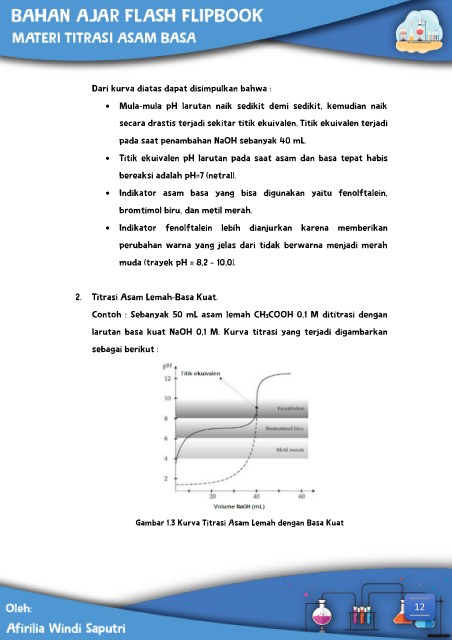 BAHAN AJAR FLASH FLIPBOOK
MATERI TITRASI ASAM BASA
Dari kurva diatas dapat disimpulkan bahwa :
• Mula-mula pH larutan naik sedikit demi sedikit, kemudian naik
secara drastis terjadi sekitar titik ekuivalen. Titik ekuivalen terjadi
pada saat penambahan NaOH sebanyak 40 mL.
• Titik ekuivalen pH larutan pada saat asam dan basa tepat habis
bereaksi adalah pH=7 (netral).
• Indikator asam basa yang bisa digunakan yaitu fenolftalein,
bromtimol biru, dan metil merah.
• Indikator fenolftalein lebih dianjurkan karena memberikan
perubahan warna yang jelas dari tidak berwarna menjadi merah
muda (trayek pH = 8,2 – 10,0).
2. Titrasi Asam Lemah-Basa Kuat.
Contoh : Sebanyak 50 mL asam lemah CH₃COOH 0,1 M dititrasi dengan
larutan basa kuat NaOH 0,1 M. Kurva titrasi yang terjadi digambarkan
sebagai berikut :
pH
Titik ekuivalen
12
10
Fenolftalein
8
Bromtimol biru
6
Metil merah
4
2
20 40 60
Volume NaOH (mL)
Gambar 1.3 Kurva Titrasi Asam Lemah dengan Basa Kuat
12
Oleh:
Afirilia Windi Saputri